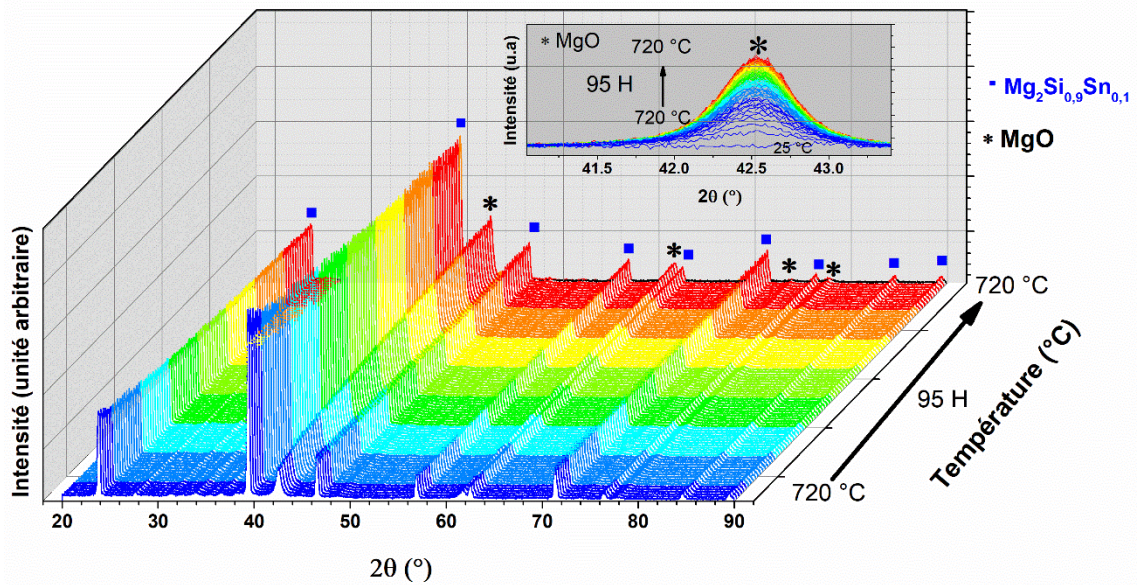 Intensité (unité arbitraire)
Intensité (u.a)
* MgO
720 °C
95 H
720 °C
25 °C
*
41.5 42.0 42.5 43.0
2θ (°)
Mg₂Si₀,₉Sn₀,₁
* MgO
*
*
*
*
720 °C
95 H
720 °C
Température (°C)
20 30 40 50 60 70 80 90
2θ (°)